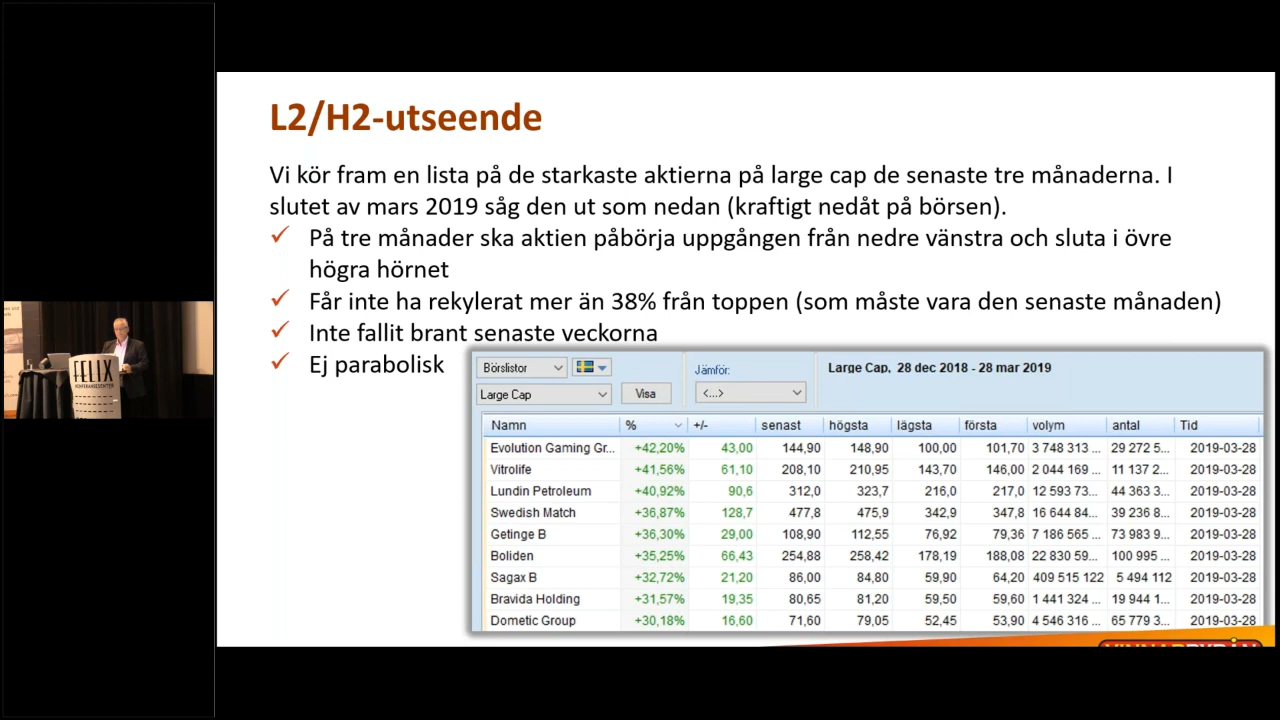 L2/H2-utseende
Vi kör fram en lista på de starkaste aktierna på large cap de senaste tre månaderna. I
slutet av mars 2019 såg den ut som nedan (kraftigt nedåt på börsen).
På tre månader ska aktien påbörja uppgången från nedre vänstra och sluta i övre
högra hörnet
Får inte ha rekylerat mer än 38% från toppen (som måste vara den senaste månaden)
Inte fallit brant senaste veckorna
Ej parabolisk
Börslistor Jämför: Large Cap, 28 dec 2018 - 28 mar 2019
Large Cap Visa <...>
Namn % +/- senast högsta lägsta första volym antal Tid
Evolution Gaming Gr... +42,20% 43,00 144,90 148,90 100,00 101,70 3 748 313 ... 29 272 5... 2019-03-28
Vitrolife +41,56% 61,10 208,10 210,95 143,70 146,00 2 044 169 ... 11 137 2... 2019-03-28
Lundin Petroleum +40,92% 90,6 312,0 323,7 216,0 217,0 12 593 73... 44 363 3... 2019-03-28
Swedish Match +36,87% 128,7 477,8 475,9 342,9 347,8 16 644 84... 39 236 8... 2019-03-28
Getinge B +36,30% 29,00 108,90 112,55 76,92 79,36 7 186 565 ... 73 983 9... 2019-03-28
Boliden +35,25% 66,43 254,88 258,42 178,19 188,08 22 830 59... 100 995 ... 2019-03-28
Sagax B +32,72% 21,20 86,00 84,80 59,90 64,20 409 515 122 5 494 112 2019-03-28
Bravida Holding +31,57% 19,35 80,65 81,20 59,50 59,60 1 441 324 ... 19 944 1... 2019-03-28
Dometic Group +30,18% 16,60 71,60 79,05 52,45 53,90 4 546 316 ... 65 779 3... 2019-03-28
FELIX
KONFERENSCENTER